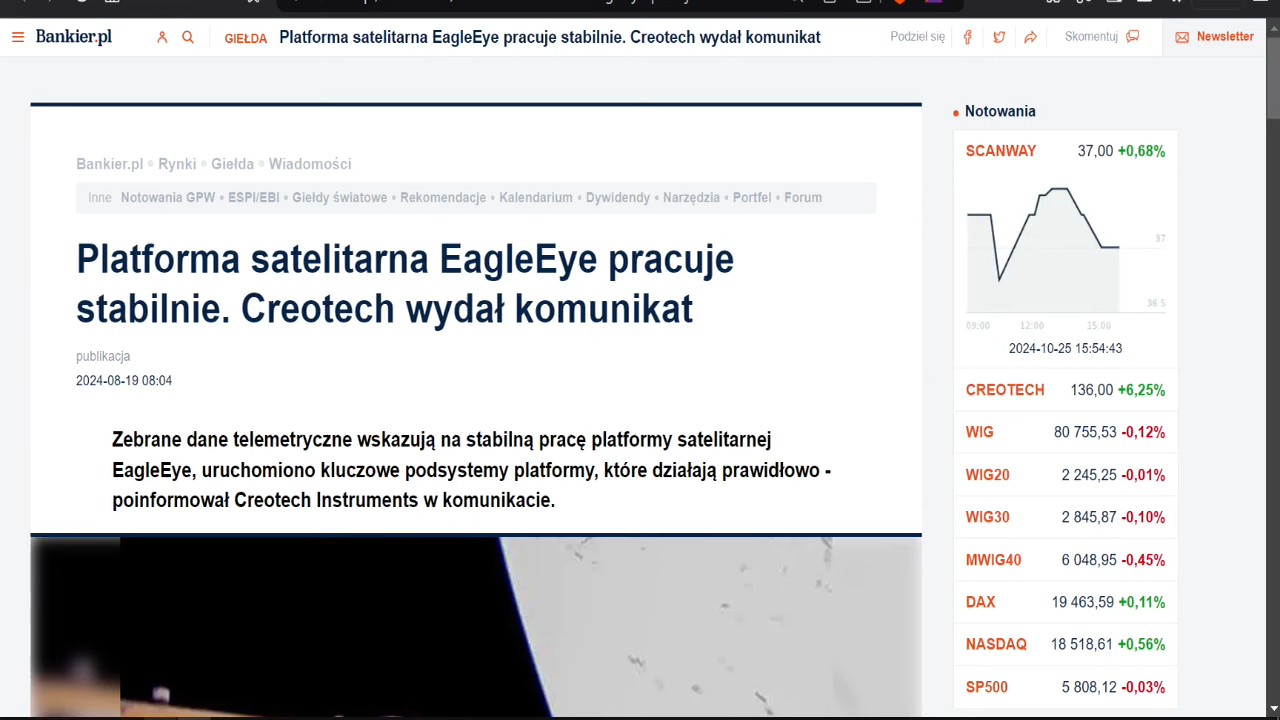 Bankier.pl
GIEŁDA Platforma satelitarna EagleEye pracuje stabilnie. Creotech wydał komunikat
Podziel się
Skomentuj
Newsletter
Bankier.pl • Rynki • Giełda • Wiadomości
Inne Notowania GPW • ESPI/EBI • Giełdy światowe • Rekomendacje • Kalendarium • Dywidendy • Narzędzia • Portfel • Forum
Platforma satelitarna EagleEye pracuje
stabilnie. Creotech wydał komunikat
publikacja
2024-08-19 08:04
Zebrane dane telemetryczne wskazują na stabilną pracę platformy satelitarnej
EagleEye, uruchomiono kluczowe podsystemy platformy, które działają prawidłowo -
poinformował Creotech Instruments w komunikacie.
• Notowania
SCANWAY 37,00 +0,68%
37
36.5
09:00 12:00 15:00
2024-10-25 15:54:43
CREOTECH 136,00 +6,25%
WIG 80 755,53 -0,12%
WIG20 2 245,25 -0,01%
WIG30 2 845,87 -0,10%
MWIG40 6 048,95 -0,45%
DAX 19 463,59 +0,11%
NASDAQ 18 518,61 +0,56%
SP500 5 808,12 -0,03%